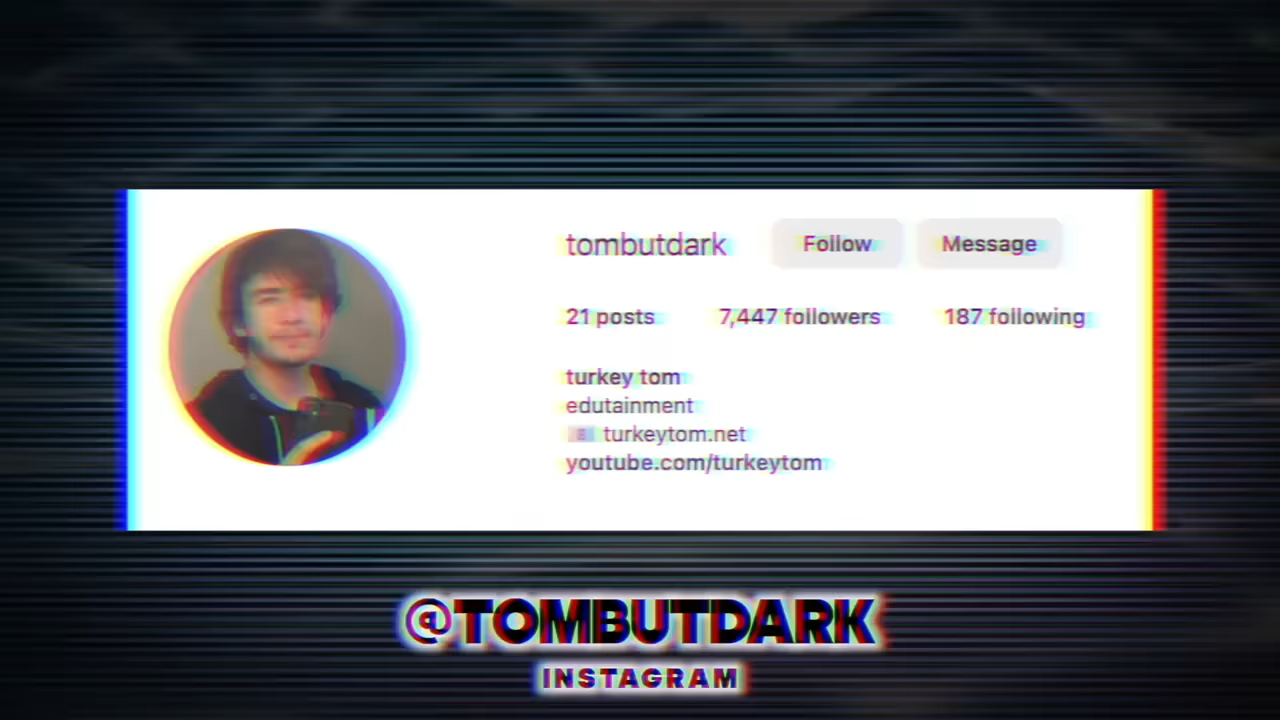 tombutdark Follow Message
21 posts 7,447 followers 187 following
turkey tom
edutainment
turkeytom.net
youtube.com/turkeytom
@TOMBUTDARK
INSTAGRAM